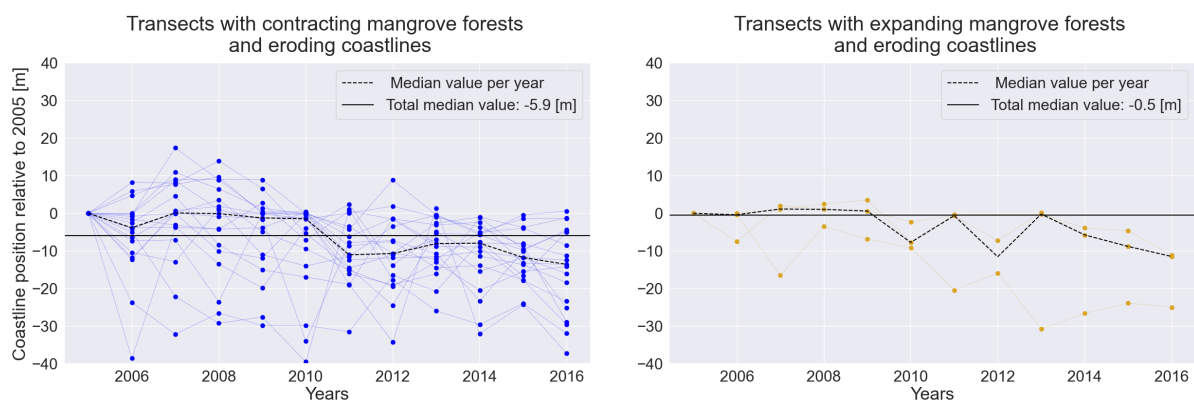 Transects with contracting mangrove forests
and eroding coastlines
Coastline position relative to 2005 [m]
40
30
20
10
0
−10
−20
−30
−40
Median value per year
Total median value: -5.9 [m]
2006
2008
2010
2012
2014
2016
Years
Transects with expanding mangrove forests
and eroding coastlines
40
30
20
10
0
−10
−20
−30
−40
Median value per year
Total median value: -0.5 [m]
2006
2008
2010
2012
2014
2016
Years